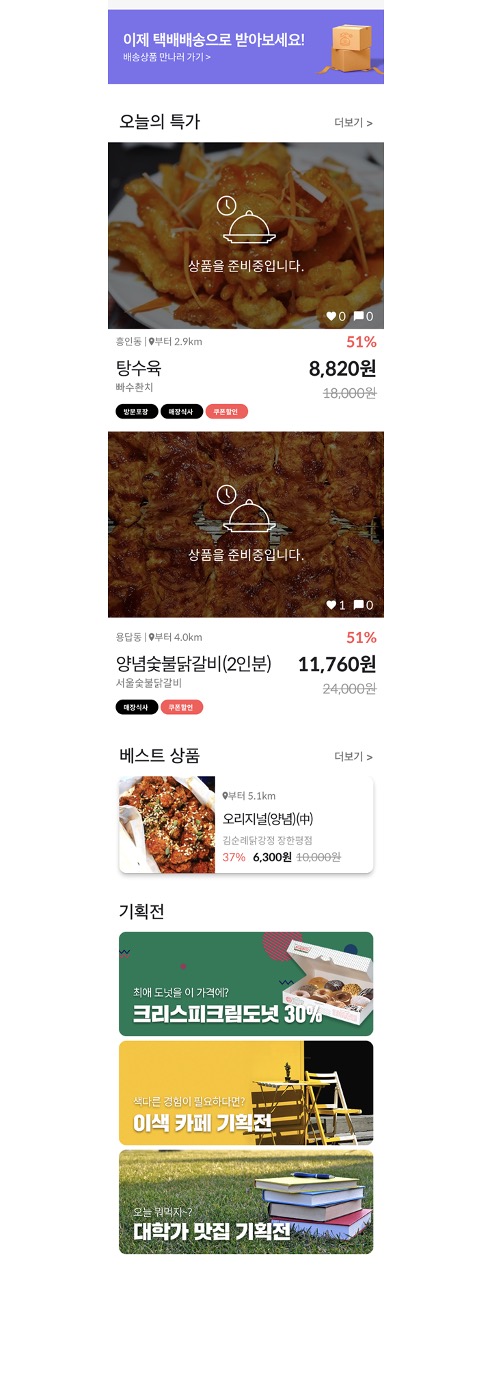 이제 택배배송으로 받아보세요!
배송상품 만나러 가기 >
오늘의 특가 더보기 >
상품을 준비중입니다.
0 0
흥인동 | 부터 2.9km 51%
탕수육 8,820원
빠수촨치 18,000원
방문포장 매장식사 쿠폰할인
상품을 준비중입니다.
1 0
용답동 | 부터 4.0km 51%
양념숯불닭갈비(2인분) 11,760원
서울숯불닭갈비 24,000원
매장식사 쿠폰할인
베스트 상품 더보기 >
부터 5.1km
오리지널(양념)(中)
김순례닭강정 장한평점
37% 6,300원 10,000원
기획전
최애 도넛을 이 가격에?
크리스피크림도넛 30%
색다른 경험이 필요하다면?
이색 카페 기획전
오늘 뭐먹지~?
대학가 맛집 기획전